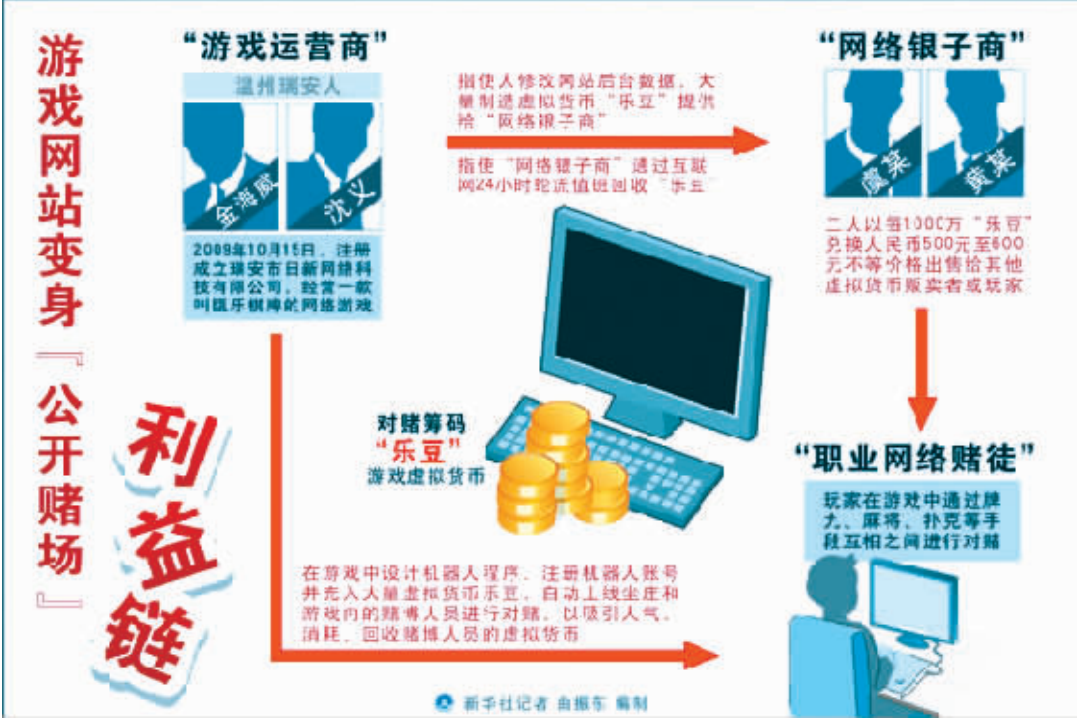 游戏网站变身『公开赌场』
利益链
“游戏运营商”
温州瑞安人
金海威
沈义
2009年10月15日，注册
成立瑞安市日新网络科
技有限公司，经营一款
叫匡乐棋牌的网络游戏
指使人修改网站后台数据，大
量制造虚拟货币“乐豆”提供
给“网络银子商”
指使“网络银子商”通过互联
网24小时轮流值班回收“乐豆”
“网络银子商”
虞某
黄某
二人以每1000万“乐豆”
兑换人民币500元至600
元不等价格出售给其他
虚拟货币贩卖者或玩家
对赌筹码
“乐豆”
游戏虚拟货币
“职业网络赌徒”
玩家在游戏中通过牌
九、麻将、扑克等手
段互相之间进行对赌
在游戏中设计机器人程序，注册机器人账号
并充入大量虚拟货币乐豆，自动上线坐庄和
游戏内的赌博人员进行对赌，以吸引人气、
消耗、回收赌博人员的虚拟货币
新华社记者 曲振东 编制